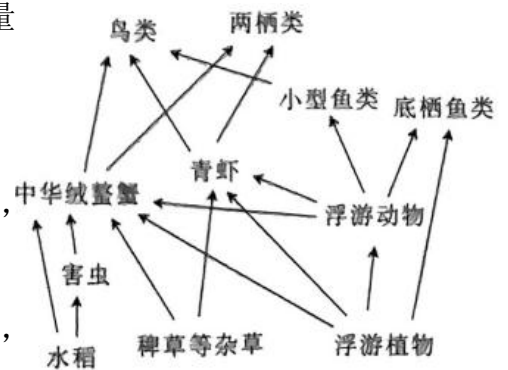 量
鸟类
两栖类
小型鱼类
底栖鱼类
青虾
中华绒螯蟹
,
浮游动物
害虫
,
水稻
稗草等杂草
浮游植物